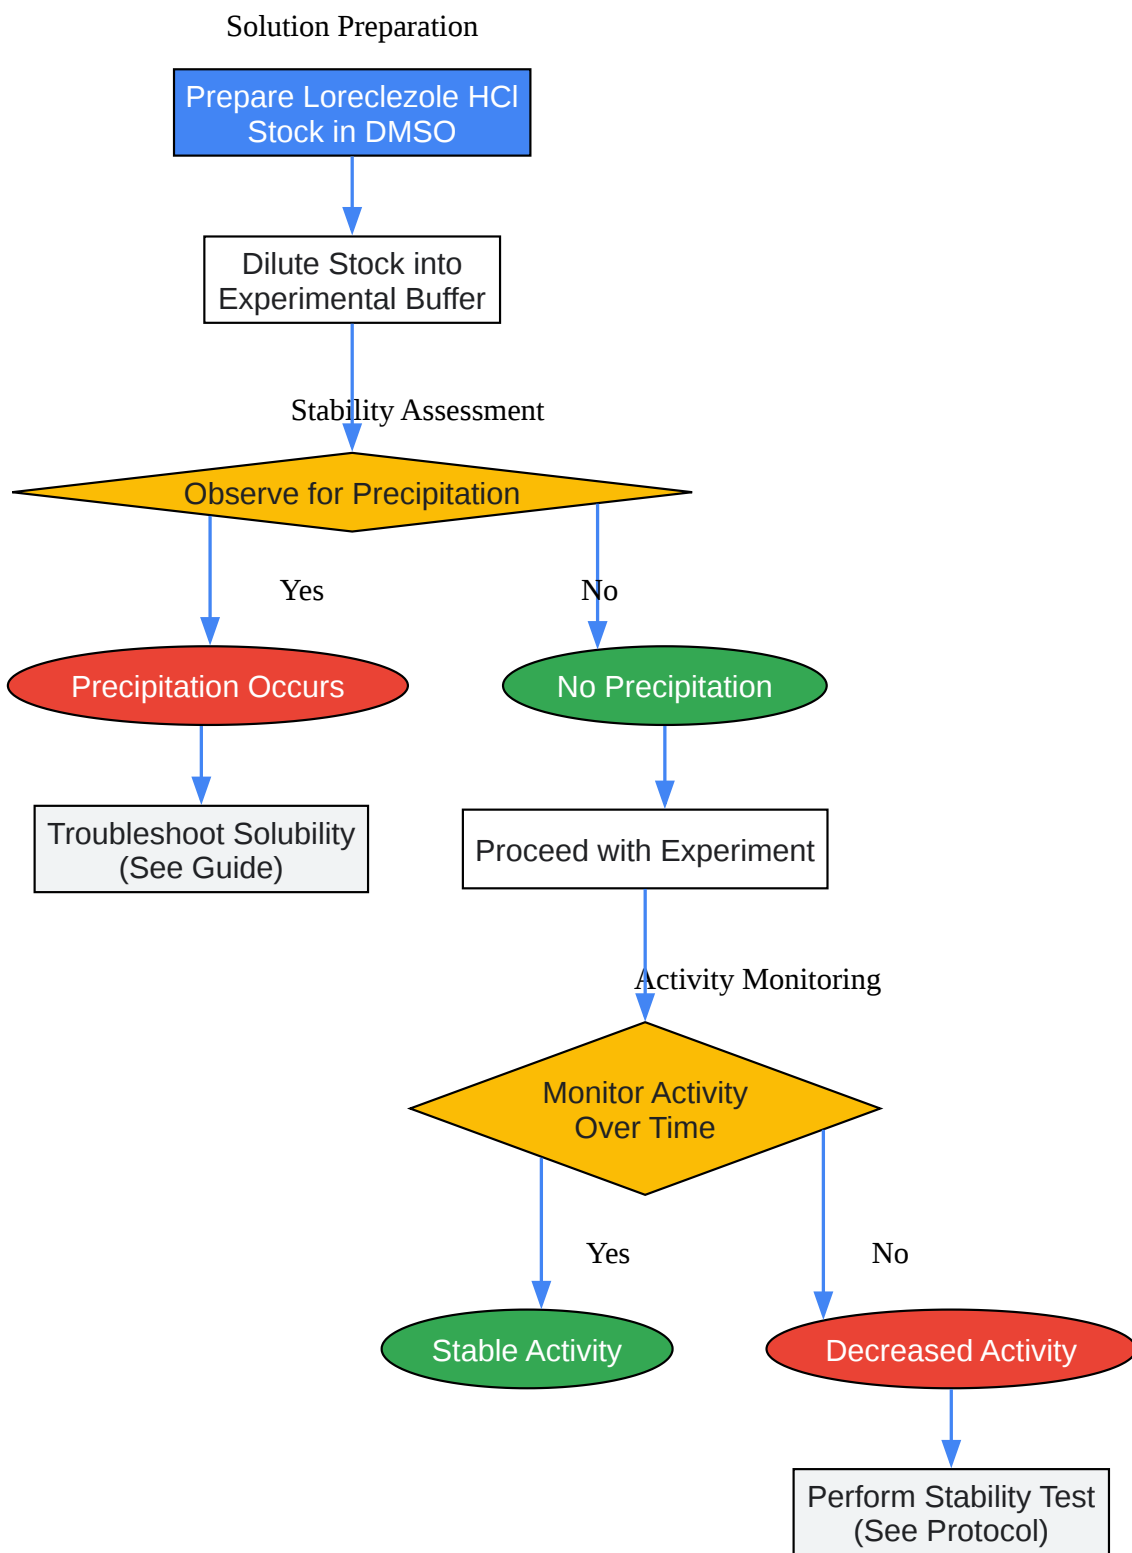 Solution Preparation
Prepare Loreclezole HCl
Stock in DMSO
Dilute Stock into
Experimental Buffer
Stability Assessment
Observe for Precipitation
Yes
No
Precipitation Occurs
No Precipitation
Troubleshoot Solubility
(See Guide)
Proceed with Experiment
Activity Monitoring
Monitor Activity
Over Time
Yes
No
Stable Activity
Decreased Activity
Perform Stability Test
(See Protocol)